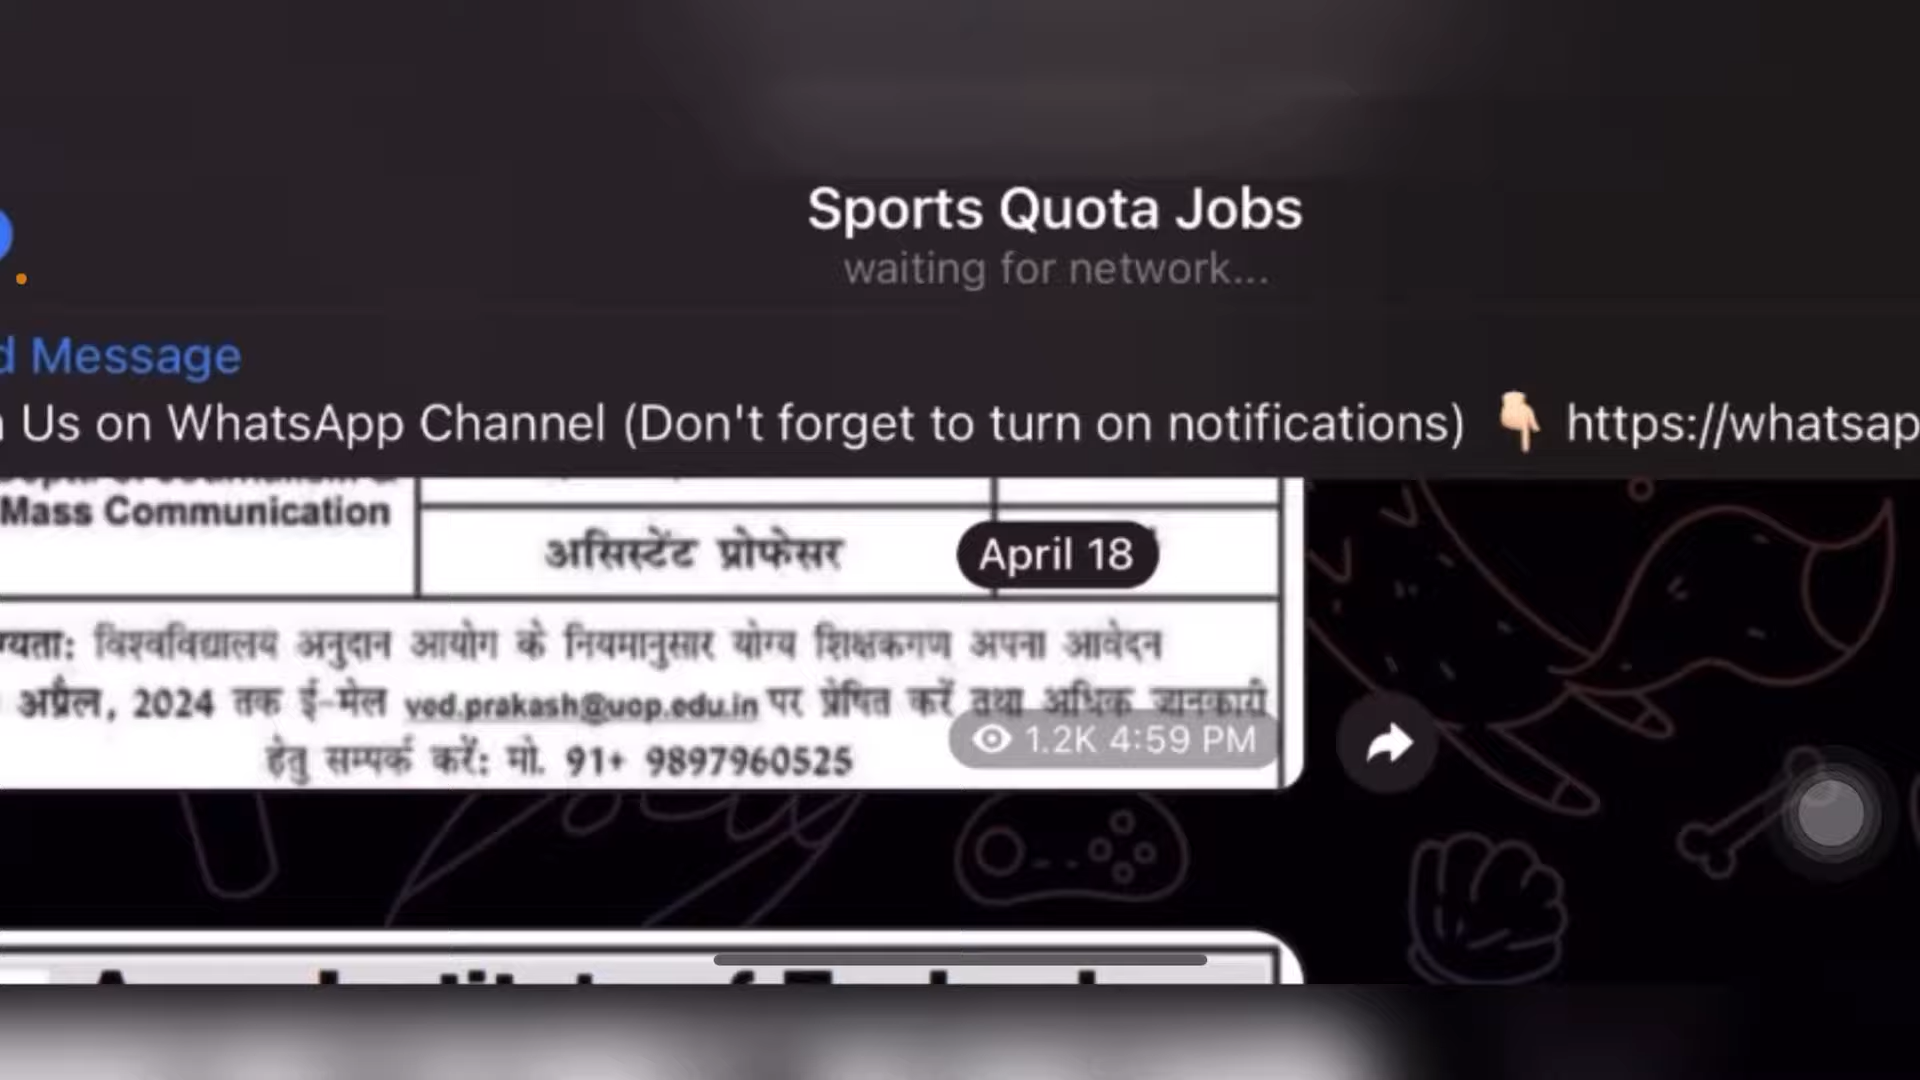 Sports Quota Jobs
waiting for network...
Message
Us on WhatsApp Channel (Don't forget to turn on notifications) 👇🏻 https://whatsap
Mass Communication
असिस्टेंट प्रोफेसर
April 18
विश्वविद्यालय अनुदान आयोग के नियमानुसार योग्य शिक्षकगण अपना आवेदन
अप्रैल, 2024 तक ई-मेल ved.prakash@uop.edu.in पर प्रेषित करें तथा अधिक जानकारी
हेतु सम्पर्क करें: मो. 91+ 9897960525
1.2K 4:59 PM